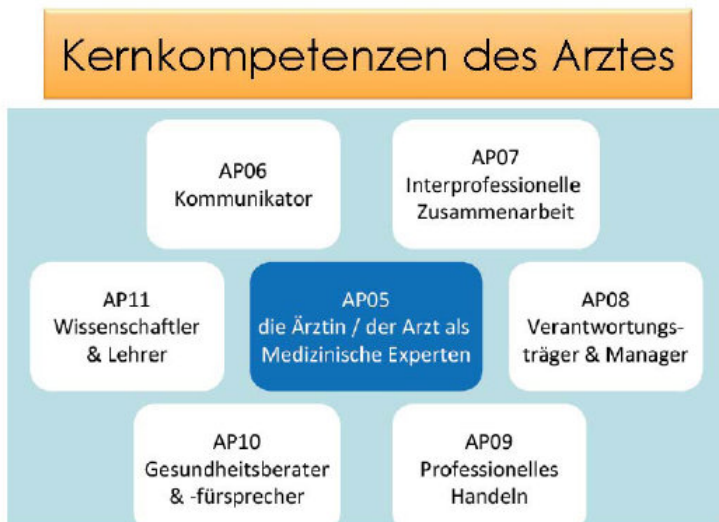 Kernkompetenzen des Arztes
AP06
Kommunikator
AP07
Interprofessionelle
Zusammenarbeit
AP11
Wissenschaftler
& Lehrer
AP05
die Ärztin / der Arzt als
Medizinische Experten
AP08
Verantwortungs-
träger & Manager
AP10
Gesundheitsberater
& -fürsprecher
AP09
Professionelles
Handeln